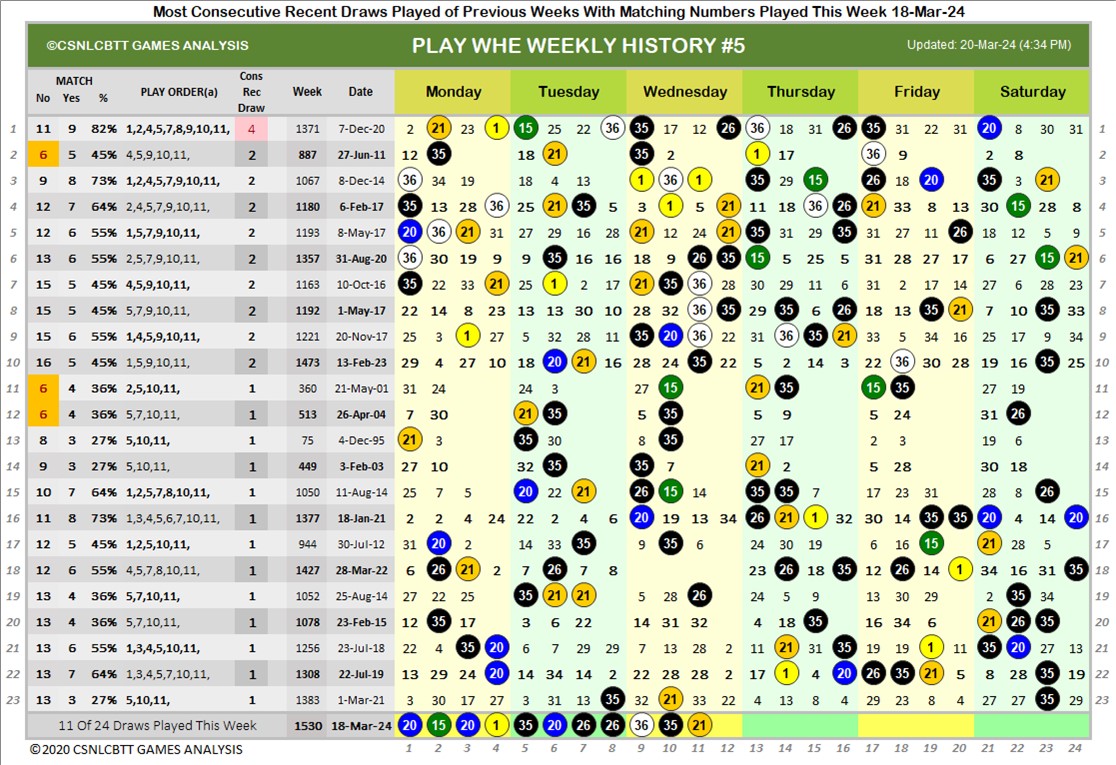 Most Consecutive Recent Draws Played of Previous Weeks With Matching Numbers Played This Week 18-Mar-24
©CSNLCBTT GAMES ANALYSIS PLAY WHE WEEKLY HISTORY #5 Updated: 20-Mar-24 (4:34 PM)
MATCH Cons
No Yes % PLAY ORDER(a) Rec Week Date Monday Tuesday Wednesday Thursday Friday Saturday
Draw
1 11 9 82% 1,2,4,5,7,8,9,10,11, 4 1371 7-Dec-20 2 21 23 1 15 25 22 36 35 17 12 26 36 18 31 26 35 31 22 31 20 8 30 31 1
2 6 5 45% 4,5,9,10,11, 2 887 27-Jun-11 12 35 18 21 35 2 1 17 36 9 2 8 2
3 9 8 73% 1,2,4,5,7,9,10,11, 2 1067 8-Dec-14 36 34 19 18 4 13 1 36 1 35 29 15 26 18 20 35 3 21 3
4 12 7 64% 2,4,5,7,9,10,11, 2 1180 6-Feb-17 35 13 28 36 25 21 35 5 3 1 5 21 11 18 36 26 21 33 8 13 30 15 28 8 4
5 12 6 55% 1,5,7,9,10,11, 2 1193 8-May-17 20 36 21 31 27 29 16 28 21 12 24 21 35 31 29 35 31 27 11 26 18 12 5 9 5
6 13 6 55% 2,5,7,9,10,11, 2 1357 31-Aug-20 36 30 19 9 9 35 16 16 18 9 26 35 15 5 25 5 31 28 27 17 6 27 15 21 6
7 15 5 45% 4,5,9,10,11, 2 1163 10-Oct-16 35 22 33 21 25 1 2 17 21 35 36 28 30 29 11 6 31 2 17 14 27 6 28 23 7
8 15 5 45% 5,7,9,10,11, 2 1192 1-May-17 22 14 8 23 13 13 30 10 28 32 36 35 29 35 6 26 18 13 35 21 7 10 35 33 8
9 15 6 55% 1,4,5,9,10,11, 2 1221 20-Nov-17 25 3 1 27 5 32 28 11 35 20 36 22 31 36 35 21 33 5 34 16 25 17 9 34 9
10 16 5 45% 1,5,9,10,11, 2 1473 13-Feb-23 29 4 27 10 18 20 21 16 28 24 35 22 5 2 14 3 22 36 30 28 19 16 35 25 10
11 6 4 36% 2,5,10,11, 1 360 21-May-01 31 24 24 3 27 15 21 35 15 35 27 19 11
12 6 4 36% 5,7,10,11, 1 513 26-Apr-04 7 30 21 35 5 35 5 9 5 24 31 26 12
13 8 3 27% 5,10,11, 1 75 4-Dec-95 21 3 35 30 8 35 27 17 2 3 19 6 13
14 9 3 27% 5,10,11, 1 449 3-Feb-03 27 10 32 35 35 7 21 2 5 28 30 18 14
15 10 7 64% 1,2,5,7,8,10,11, 1 1050 11-Aug-14 25 7 5 20 22 21 26 15 14 35 35 7 17 23 31 28 8 26 15
16 11 8 73% 1,3,4,5,6,7,10,11, 1 1377 18-Jan-21 2 2 4 24 22 2 4 6 20 19 13 34 26 21 1 32 30 14 35 35 20 4 14 20 16
17 12 5 45% 1,2,5,10,11, 1 944 30-Jul-12 31 20 2 14 33 35 9 35 6 24 30 19 6 16 15 21 28 5 17
18 12 6 55% 4,5,7,8,10,11, 1 1427 28-Mar-22 6 26 21 2 7 26 7 8 23 26 18 35 12 26 14 1 34 16 31 35 18
19 13 4 36% 5,7,10,11, 1 1052 25-Aug-14 27 22 25 35 21 21 5 28 26 24 5 9 13 30 29 2 35 34 19
20 13 4 36% 5,7,10,11, 1 1078 23-Feb-15 12 35 17 3 6 22 14 31 32 4 18 35 16 34 6 21 26 35 20
21 13 6 55% 1,3,4,5,10,11, 1 1256 23-Jul-18 22 4 35 20 6 7 29 29 7 13 28 2 11 21 31 35 19 19 1 11 35 20 27 13 21
22 13 7 64% 1,3,4,5,7,10,11, 1 1308 22-Jul-19 13 29 24 20 14 34 14 2 22 28 28 2 17 1 4 20 26 35 21 5 8 28 35 19 22
23 13 3 27% 5,10,11, 1 1383 1-Mar-21 3 30 17 27 3 31 13 35 32 21 33 22 4 13 8 4 29 23 8 4 27 27 35 29 23
11 Of 24 Draws Played This Week 1530 18-Mar-24 20 15 20 1 35 20 26 26 36 35 21
© 2020 CSNLCBTT GAMES ANALYSIS 1 2 3 4 5 6 7 8 9 10 11 12 13 14 15 16 17 18 19 20 21 22 23 24